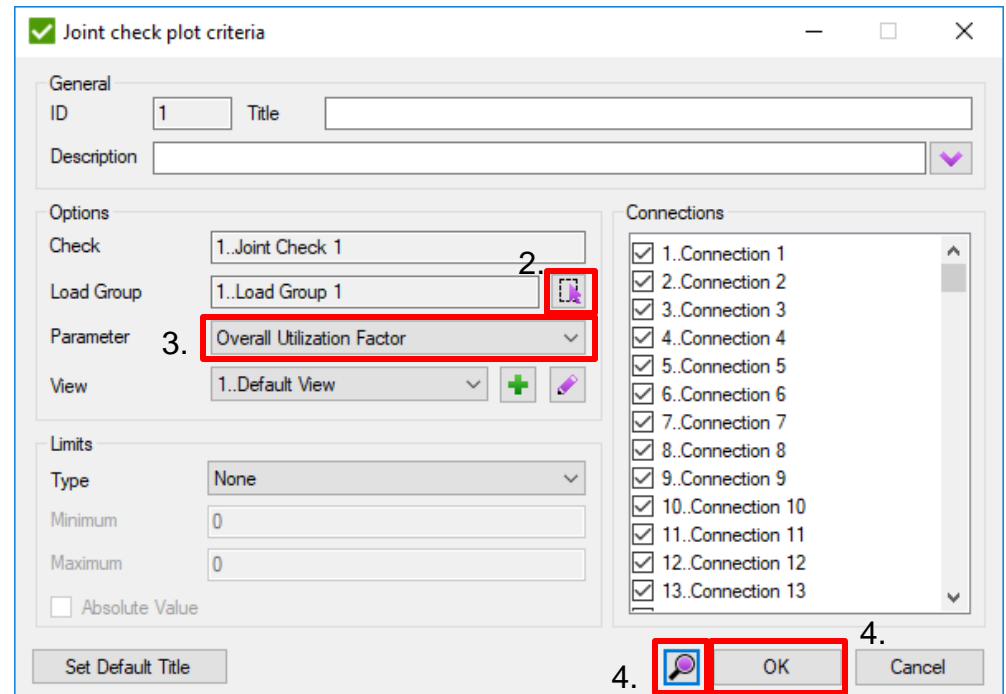 Joint check plot criteria
General
ID 1 Title
Description
Options
Check 1..Joint Check 1
2.
Load Group 1..Load Group 1
3.
Parameter Overall Utilization Factor
View 1..Default View
Limits
Type None
Minimum 0
Maximum 0
Absolute Value
Connections
1..Connection 1
2..Connection 2
3..Connection 3
4..Connection 4
5..Connection 5
6..Connection 6
7..Connection 7
8..Connection 8
9..Connection 9
10..Connection 10
11..Connection 11
12..Connection 12
13..Connection 13
4.
Set Default Title 4. OK Cancel